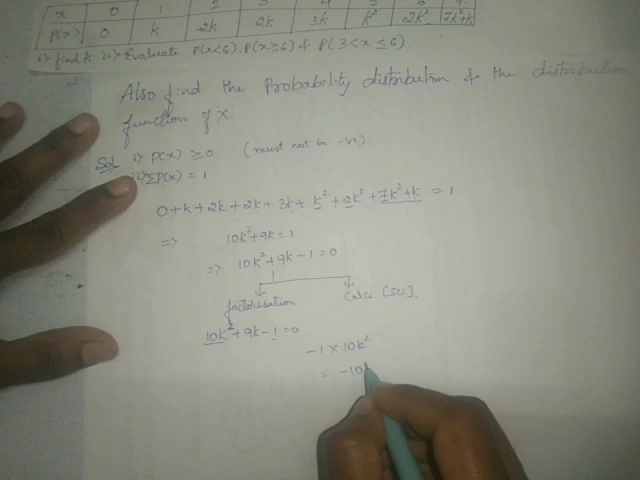 x 0 1 2 3 4 5 6 7
P(x) 0 k 2k 2k 3k k² 2k² 7k²+k
i) find k ii) Evaluate P(x<6), P(x≥6) & P(3<x≤6)
Also find the Probability distribution & the distribution
function of x.
Sol i) P(x) ≥0 (must not be -ve)
ii) ΣP(x) = 1
0+k+2k+2k+3k+k²+2k²+7k²+k = 1
=> 10k²+9k=1
=> 10k²+9k-1=0
factorisation calci [sci].
10k²+9k-1=0
-1×10k²
= -10k